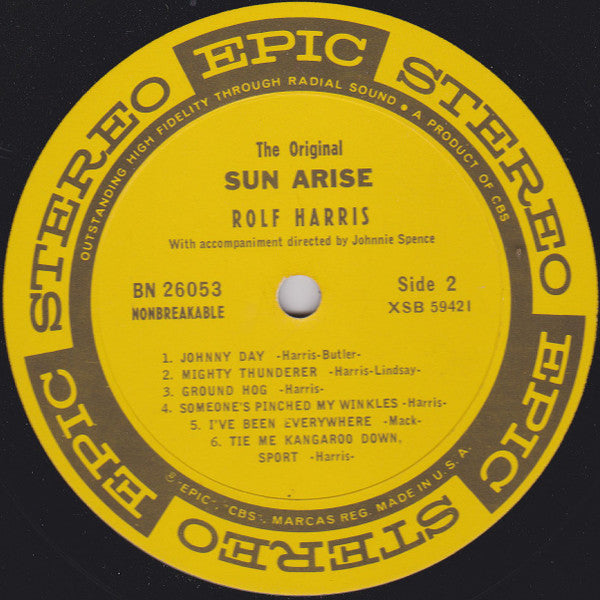 STEREO EPIC STEREO EPIC STEREO EPIC
OUTSTANDING HIGH FIDELITY THROUGH RADIAL SOUND • A PRODUCT OF CBS
The Original
SUN ARISE
ROLF HARRIS
With accompaniment directed by Johnnie Spence
BN 26053
Side 2
NONBREAKABLE
XSB 59421
1. JOHNNY DAY -Harris-Butler-
2. MIGHTY THUNDERER -Harris-Lindsay-
3. GROUND HOG -Harris-
4. SOMEONE'S PINCHED MY WINKLES -Harris-
5. I'VE BEEN EVERYWHERE -Mack-
6. TIE ME KANGAROO DOWN,
SPORT -Harris-
® "EPIC", "CBS", MARCAS REG. MADE IN U.S.A.